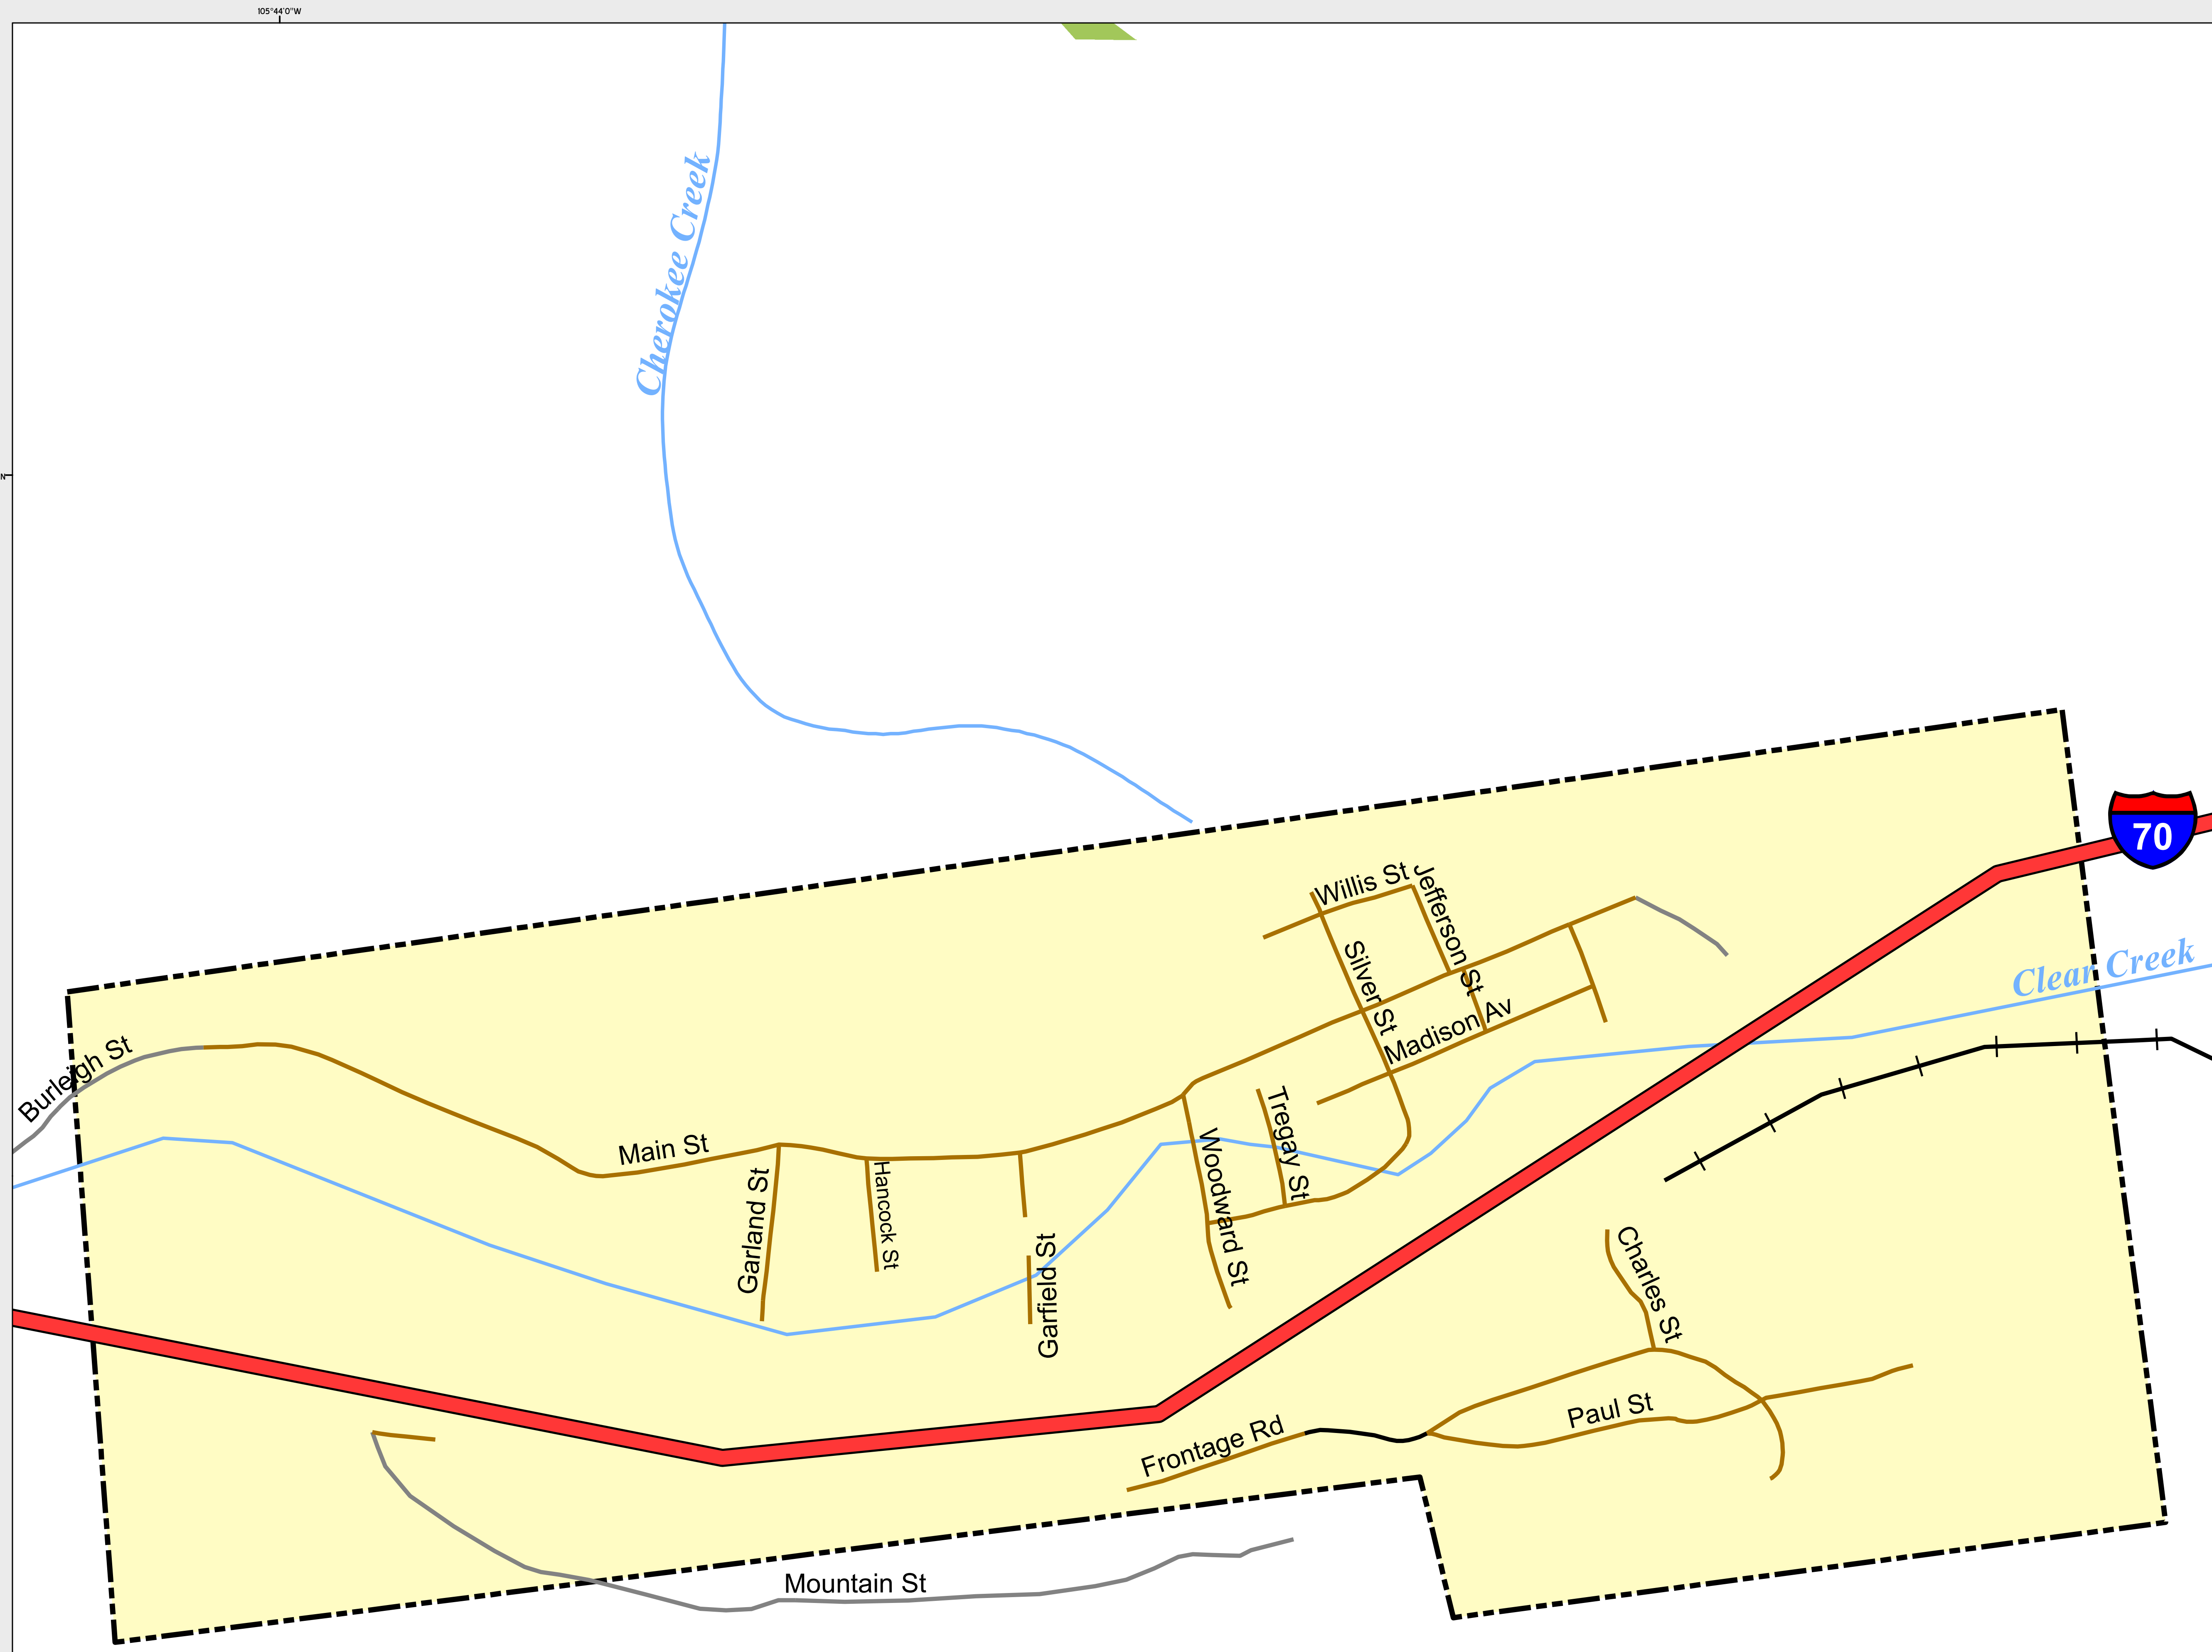 105°44'0"W
Cherokee Creek
N
70
Willis St
Jefferson St
Silver St
Clear Creek
Madison Av
Burleigh St
Main St
Tregay St
Woodward St
Garland St
Hancock St
Garfield St
Charles St
Paul St
Frontage Rd
Mountain St